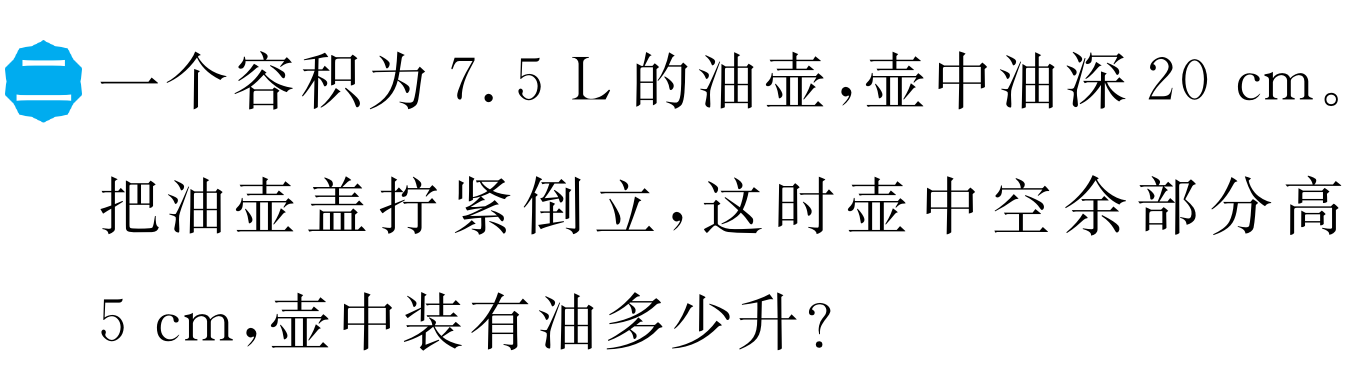 二 一个容积为 7.5 L 的油壶,壶中油深 20 cm。
把油壶盖拧紧倒立,这时壶中空余部分高
5 cm,壶中装有油多少升?